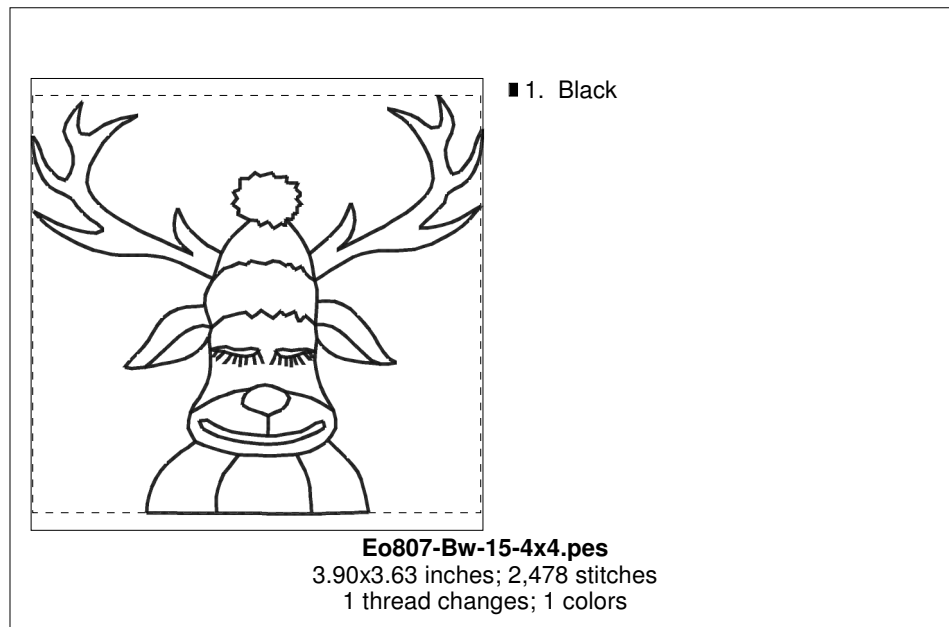 1. Black
Eo807-Bw-15-4x4.pes
3.90x3.63 inches; 2,478 stitches
1 thread changes; 1 colors